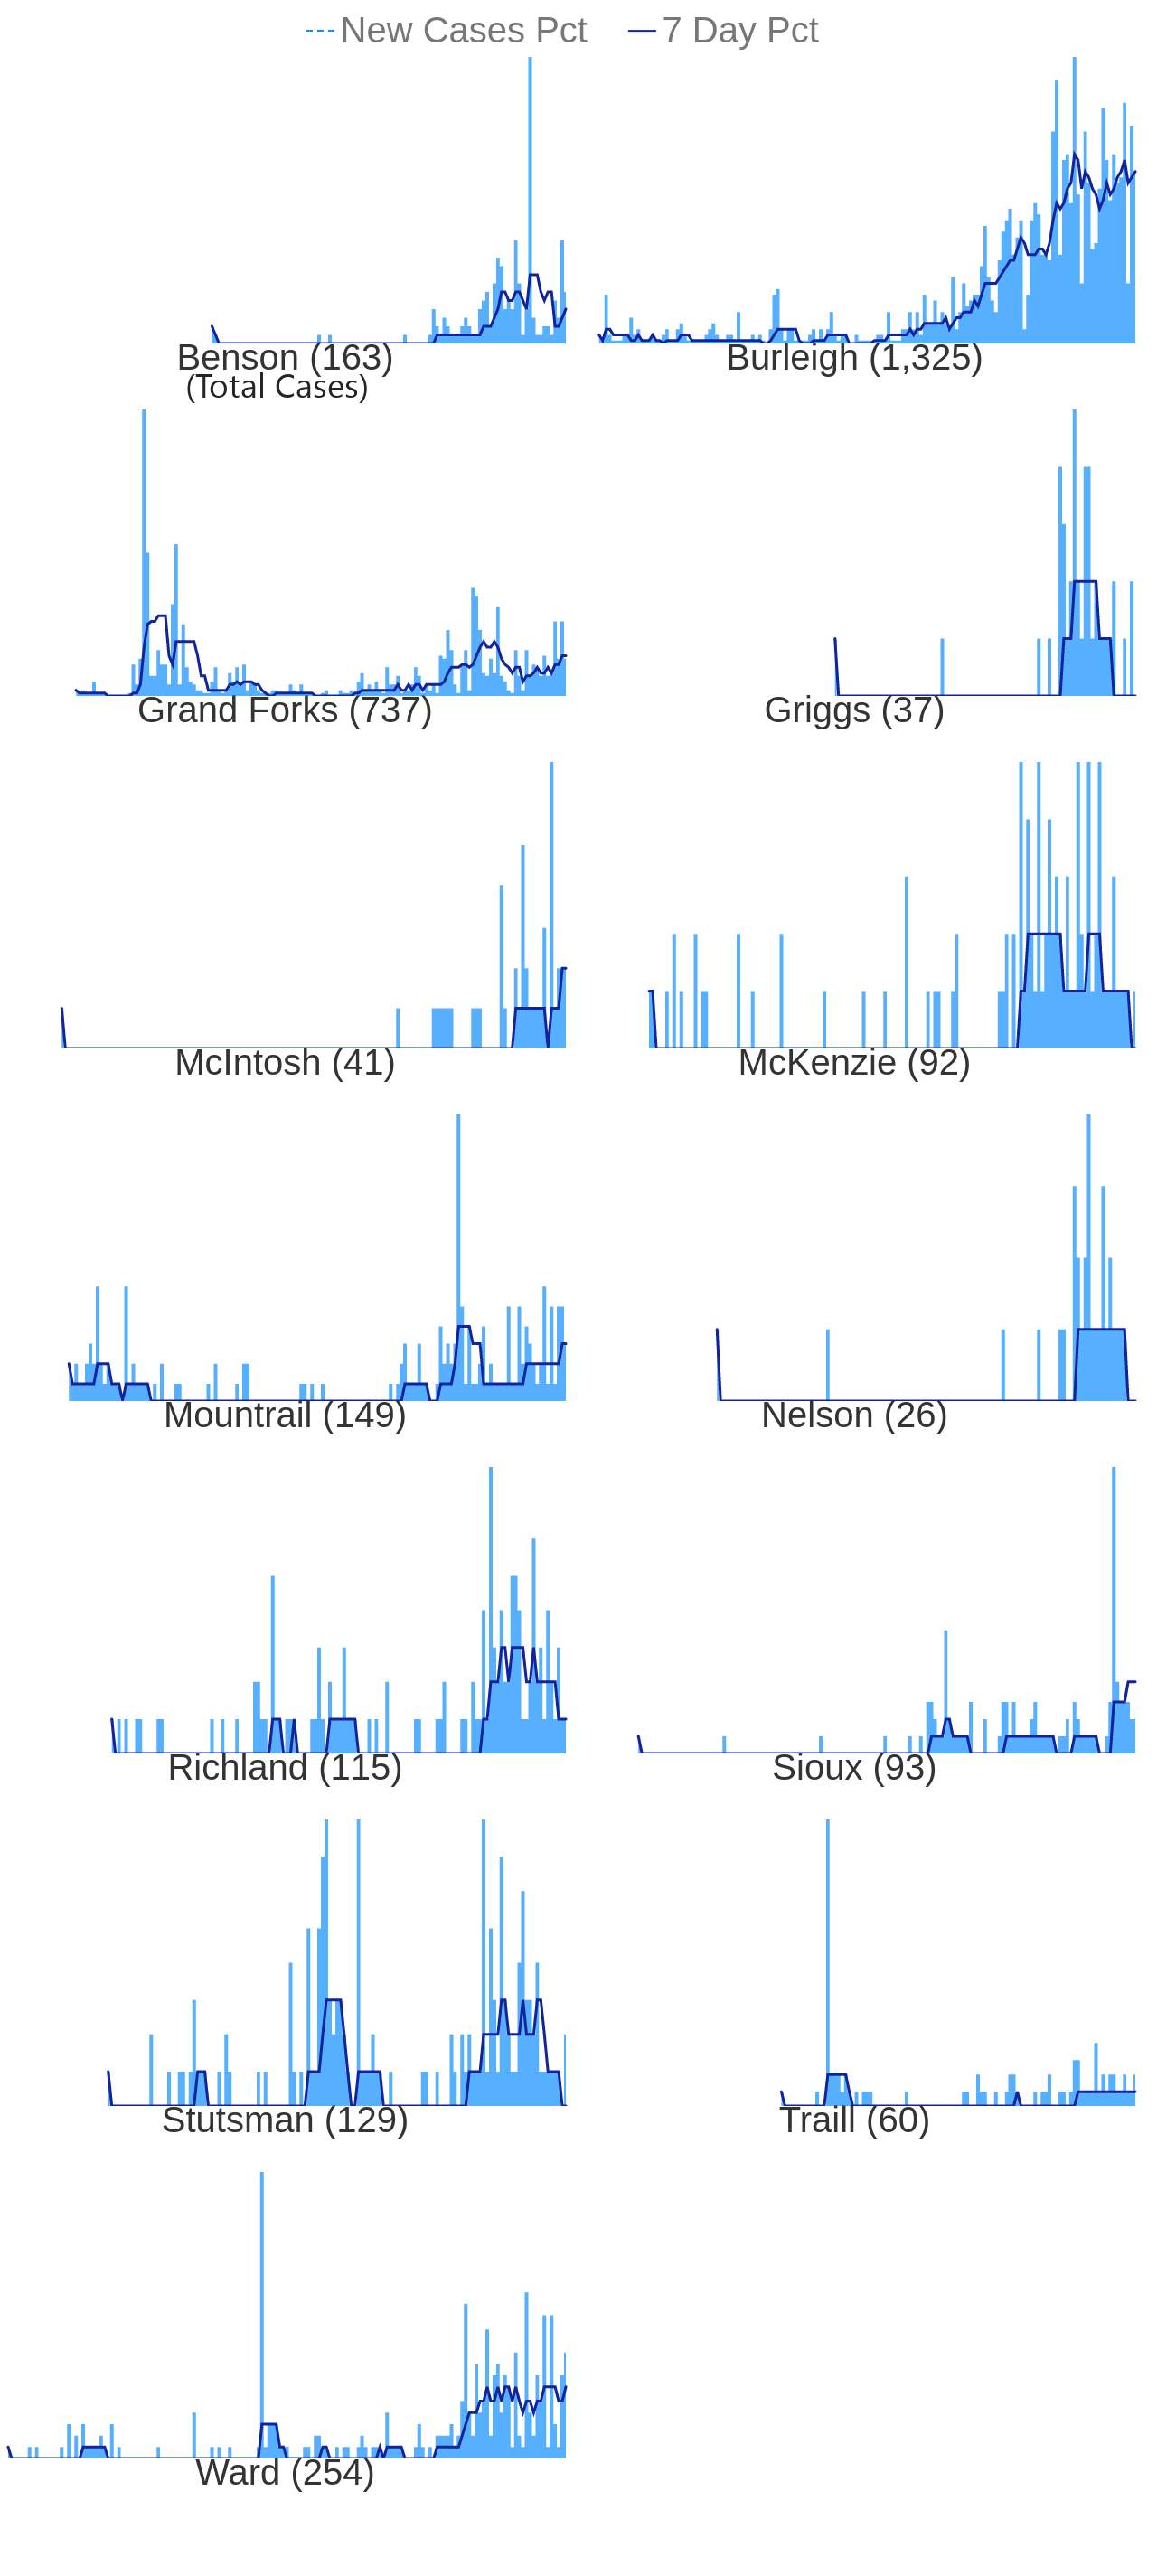 New Cases Pct 7 Day Pct
Benson (163) Burleigh (1,325)
(Total Cases)
Grand Forks (737) Griggs (37)
McIntosh (41) McKenzie (92)
Mountrail (149) Nelson (26)
Richland (115) Sioux (93)
Stutsman (129) Traill (60)
Ward (254)